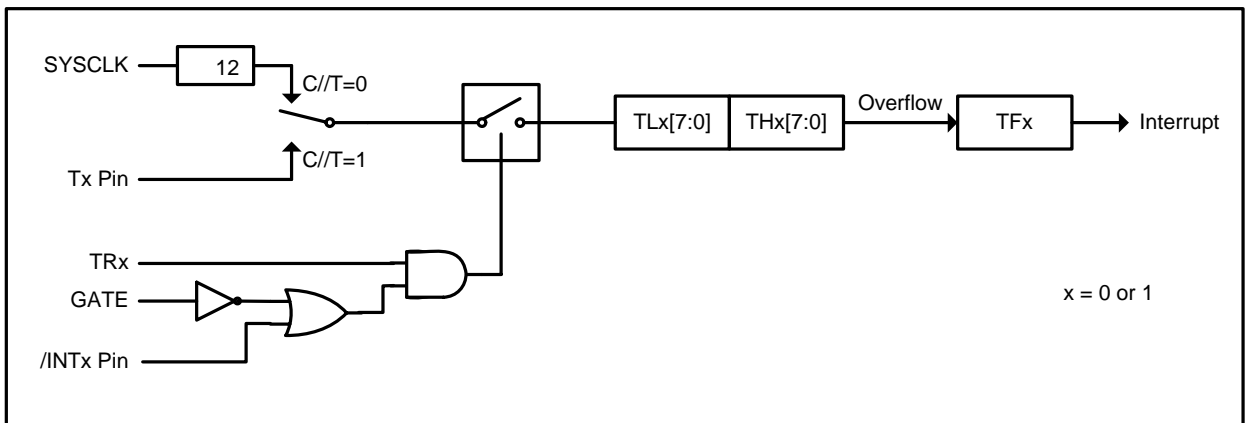 SYSCLK
12
C//T=0
C//T=1
Tx Pin
TLx[7:0]
THx[7:0]
Overflow
TFx
Interrupt
TRx
GATE
/INTx Pin
x = 0 or 1